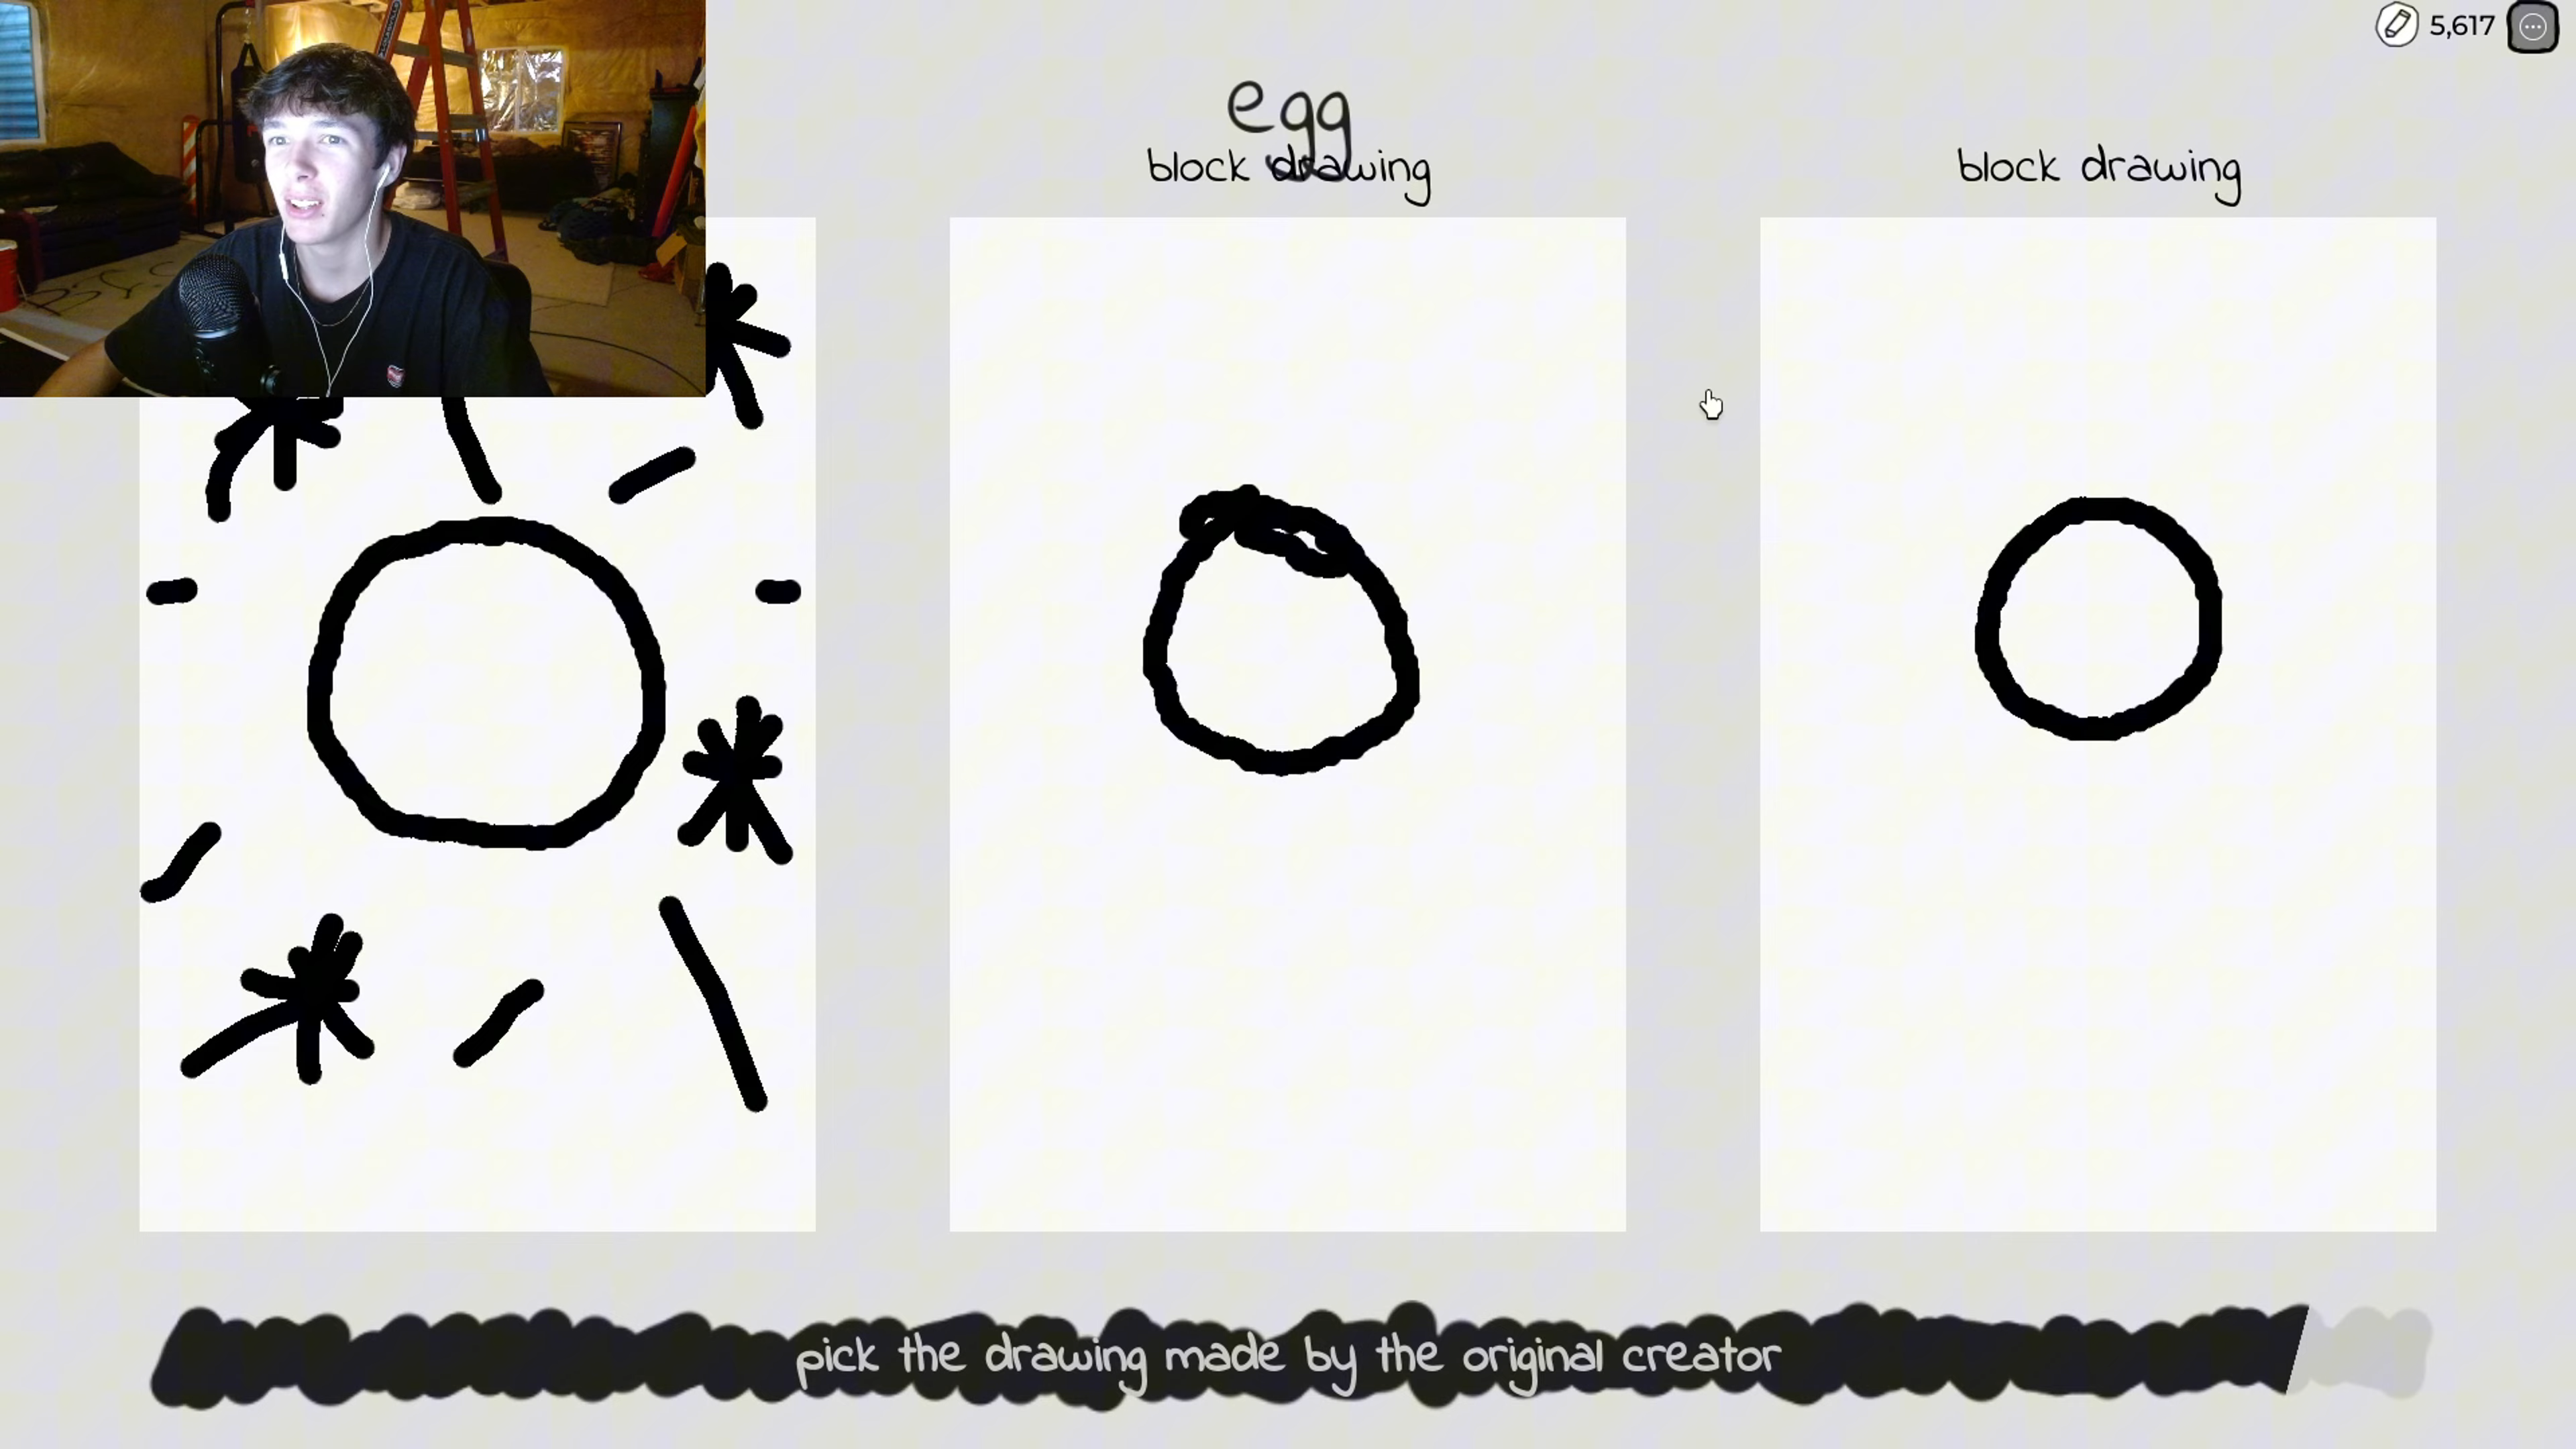 5,617
egg
block drawing
block drawing
pick the drawing made by the original creator